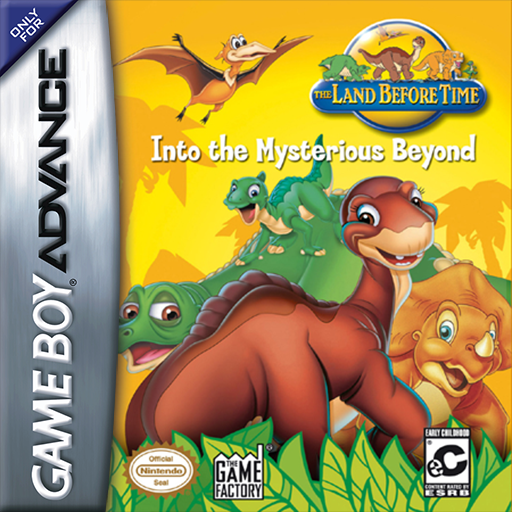 ONLY
FOR
GAME BOY ADVANCE
THE LAND BEFORE TIME
Into the Mysterious Beyond
Official
Nintendo
Seal
THE
GAME
FACTORY
EARLY CHILDHOOD
eC
CONTENT RATED BY
ESRB